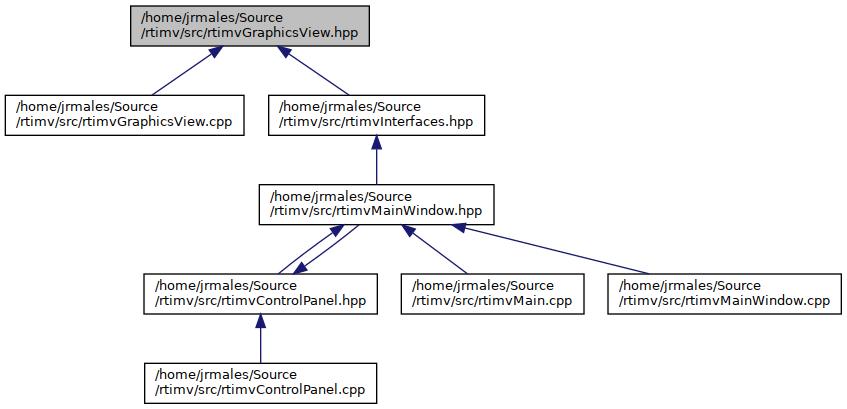 /home/jrmales/Source
/rtimv/src/rtimvGraphicsView.hpp
/home/jrmales/Source
/rtimv/src/rtimvGraphicsView.cpp
/home/jrmales/Source
/rtimv/src/rtimvInterfaces.hpp
/home/jrmales/Source
/rtimv/src/rtimvMainWindow.hpp
/home/jrmales/Source
/rtimv/src/rtimvControlPanel.hpp
/home/jrmales/Source
/rtimv/src/rtimvMain.cpp
/home/jrmales/Source
/rtimv/src/rtimvMainWindow.cpp
/home/jrmales/Source
/rtimv/src/rtimvControlPanel.cpp